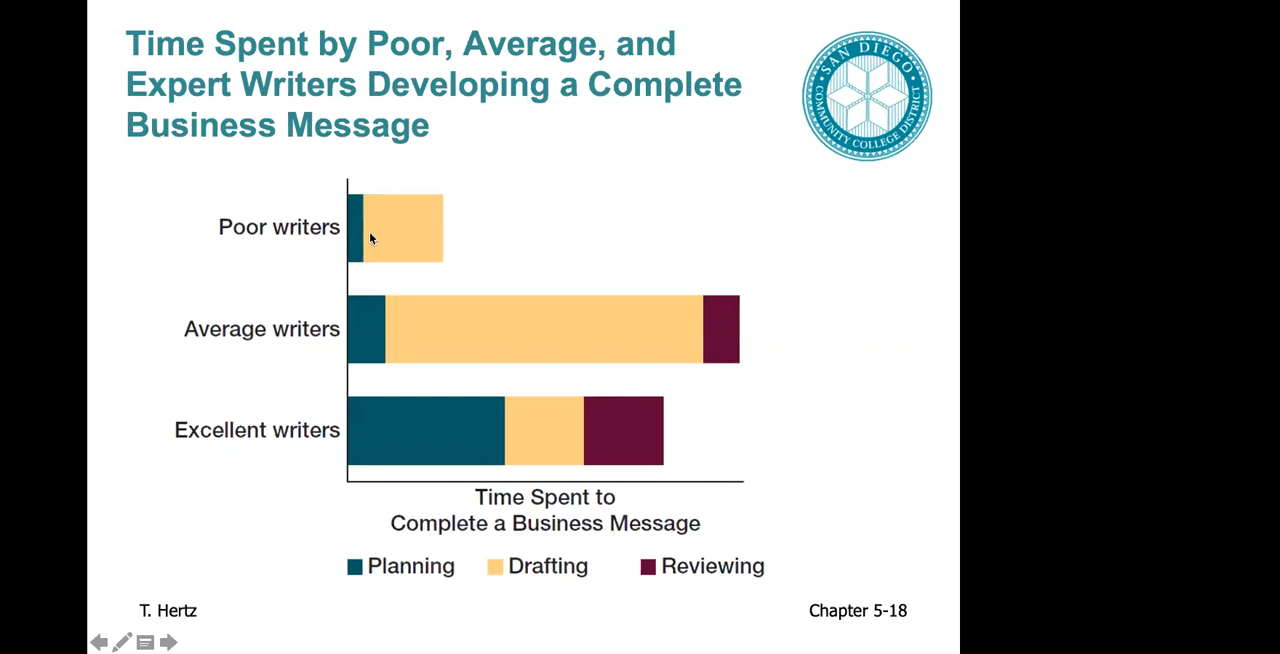 Time Spent by Poor, Average, and
Expert Writers Developing a Complete
Business Message
SAN DIEGO
COMMUNITY COLLEGE DISTRICT
Poor writers
Average writers
Excellent writers
Time Spent to
Complete a Business Message
Planning Drafting Reviewing
T. Hertz Chapter 5-18